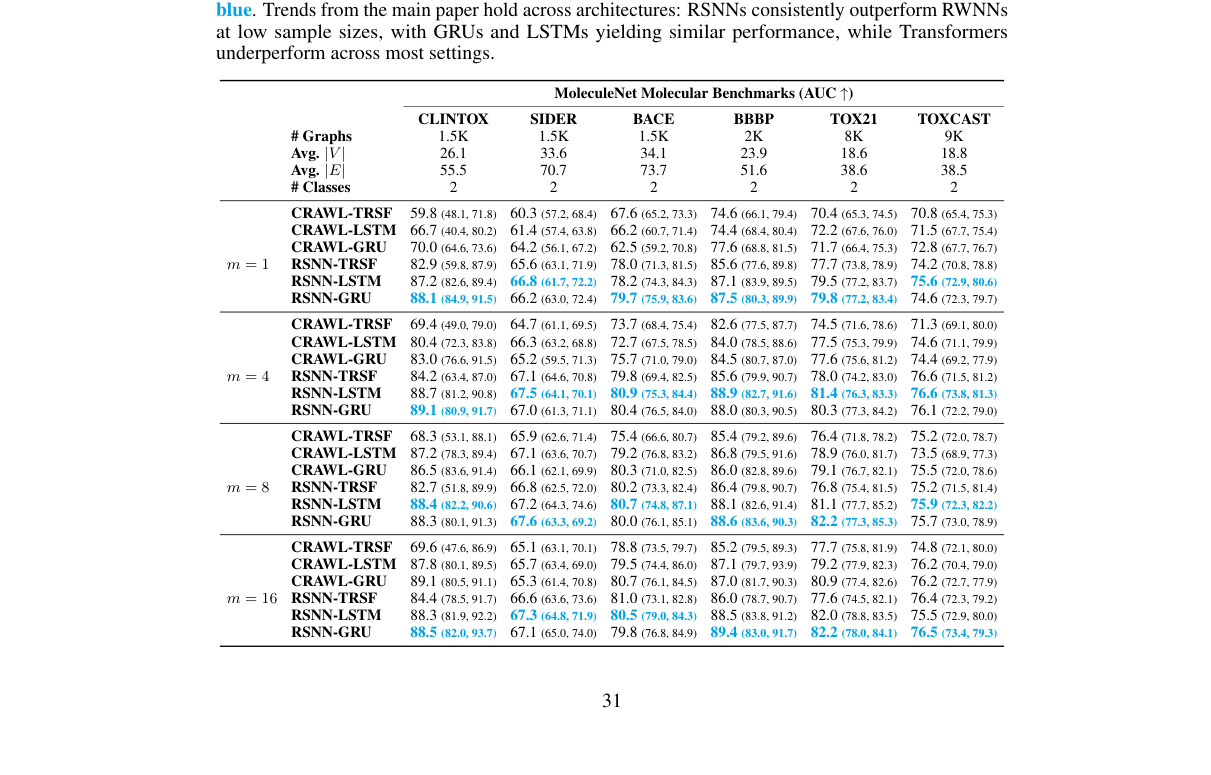 blue. Trends from the main paper hold across architectures: RSNNs consistently outperform RWNNs
at low sample sizes, with GRUs and LSTMs yielding similar performance, while Transformers
underperform across most settings.
MoleculeNet Molecular Benchmarks (AUC ↑)
CLINTOX SIDER BACE BBBP TOX21 TOXCAST
# Graphs 1.5K 1.5K 1.5K 2K 8K 9K
Avg. |V| 26.1 33.6 34.1 23.9 18.6 18.8
Avg. |E| 55.5 70.7 73.7 51.6 38.6 38.5
# Classes 2 2 2 2 2 2
CRAWL-TRSF 59.8 (48.1, 71.8) 60.3 (57.2, 68.4) 67.6 (65.2, 73.3) 74.6 (66.1, 79.4) 70.4 (65.3, 74.5) 70.8 (65.4, 75.3)
CRAWL-LSTM 66.7 (40.4, 80.2) 61.4 (57.4, 63.8) 66.2 (60.7, 71.4) 74.4 (68.4, 80.4) 72.2 (67.6, 76.0) 71.5 (67.7, 75.4)
CRAWL-GRU 70.0 (64.6, 73.6) 64.2 (56.1, 67.2) 62.5 (59.2, 70.8) 77.6 (68.8, 81.5) 71.7 (66.4, 75.3) 72.8 (67.7, 76.7)
m = 1 RSNN-TRSF 82.9 (59.8, 87.9) 65.6 (63.1, 71.9) 78.0 (71.3, 81.5) 85.6 (77.6, 89.8) 77.7 (73.8, 78.9) 74.2 (70.8, 78.8)
RSNN-LSTM 87.2 (82.6, 89.4) 66.8 (61.7, 72.2) 78.2 (74.3, 84.3) 87.1 (83.9, 89.5) 79.5 (77.2, 83.7) 75.6 (72.9, 80.6)
RSNN-GRU 88.1 (84.9, 91.5) 66.2 (63.0, 72.4) 79.7 (75.9, 83.6) 87.5 (80.3, 89.9) 79.8 (77.2, 83.4) 74.6 (72.3, 79.7)
CRAWL-TRSF 69.4 (49.0, 79.0) 64.7 (61.1, 69.5) 73.7 (68.4, 75.4) 82.6 (77.5, 87.7) 74.5 (71.6, 78.6) 71.3 (69.1, 80.0)
CRAWL-LSTM 80.4 (72.3, 83.8) 66.3 (63.2, 68.8) 72.7 (67.5, 78.5) 84.0 (78.5, 88.6) 77.5 (75.3, 79.9) 74.6 (71.1, 79.9)
CRAWL-GRU 83.0 (76.6, 91.5) 65.2 (59.5, 71.3) 75.7 (71.0, 79.0) 84.5 (80.7, 87.0) 77.6 (75.6, 81.2) 74.4 (69.2, 77.9)
m = 4 RSNN-TRSF 84.2 (63.4, 87.0) 67.1 (64.6, 70.8) 79.8 (69.4, 82.5) 85.6 (79.9, 90.7) 78.0 (74.2, 83.0) 76.6 (71.5, 81.2)
RSNN-LSTM 88.7 (81.2, 90.8) 67.5 (64.1, 70.1) 80.9 (75.3, 84.4) 88.9 (82.7, 91.6) 81.4 (76.3, 83.3) 76.6 (73.8, 81.3)
RSNN-GRU 89.1 (80.9, 91.7) 67.0 (61.3, 71.1) 80.4 (76.5, 84.0) 88.0 (80.3, 90.5) 80.3 (77.3, 84.2) 76.1 (72.2, 79.0)
CRAWL-TRSF 68.3 (53.1, 88.1) 65.9 (62.6, 71.4) 75.4 (66.6, 80.7) 85.4 (79.2, 89.6) 76.4 (71.8, 78.2) 75.2 (72.0, 78.7)
CRAWL-LSTM 87.2 (78.3, 89.4) 67.1 (63.6, 70.7) 79.2 (76.8, 83.2) 86.8 (79.5, 91.6) 78.9 (76.0, 81.7) 73.5 (68.9, 77.3)
CRAWL-GRU 86.5 (83.6, 91.4) 66.1 (62.1, 69.9) 80.3 (71.0, 82.5) 86.0 (82.8, 89.6) 79.1 (76.7, 82.1) 75.5 (72.0, 78.6)
m = 8 RSNN-TRSF 82.7 (51.8, 89.9) 66.8 (62.5, 72.0) 80.2 (73.3, 82.4) 86.4 (79.8, 90.7) 76.8 (75.4, 81.5) 75.2 (71.5, 81.4)
RSNN-LSTM 88.4 (82.2, 90.6) 67.2 (64.3, 74.6) 80.7 (74.8, 87.1) 88.1 (82.6, 91.4) 81.1 (77.7, 85.2) 75.9 (72.3, 82.2)
RSNN-GRU 88.3 (80.1, 91.3) 67.6 (63.3, 69.2) 80.0 (76.1, 85.1) 88.6 (83.6, 90.3) 82.2 (77.3, 85.3) 75.7 (73.0, 78.9)
CRAWL-TRSF 69.6 (47.6, 86.9) 65.1 (63.1, 70.1) 78.8 (73.5, 79.7) 85.2 (79.5, 89.3) 77.7 (75.8, 81.9) 74.8 (72.1, 80.0)
CRAWL-LSTM 87.8 (80.1, 89.5) 65.7 (63.4, 69.0) 79.5 (74.4, 86.0) 87.1 (79.7, 93.9) 79.2 (77.9, 82.3) 76.2 (70.4, 79.0)
CRAWL-GRU 89.1 (80.5, 91.1) 65.3 (61.4, 70.8) 80.7 (76.1, 84.5) 87.0 (81.7, 90.3) 80.9 (77.4, 82.6) 76.2 (72.7, 77.9)
m = 16 RSNN-TRSF 84.4 (78.5, 91.7) 66.6 (63.6, 73.6) 81.0 (73.1, 82.8) 86.0 (78.7, 90.7) 77.6 (74.5, 82.1) 76.4 (72.3, 79.2)
RSNN-LSTM 88.3 (81.9, 92.2) 67.3 (64.8, 71.9) 80.5 (79.0, 84.3) 88.5 (83.8, 91.2) 82.0 (78.8, 83.5) 75.5 (72.9, 80.0)
RSNN-GRU 88.5 (82.0, 93.7) 67.1 (65.0, 74.0) 79.8 (76.8, 84.9) 89.4 (83.0, 91.7) 82.2 (78.0, 84.1) 76.5 (73.4, 79.3)
31